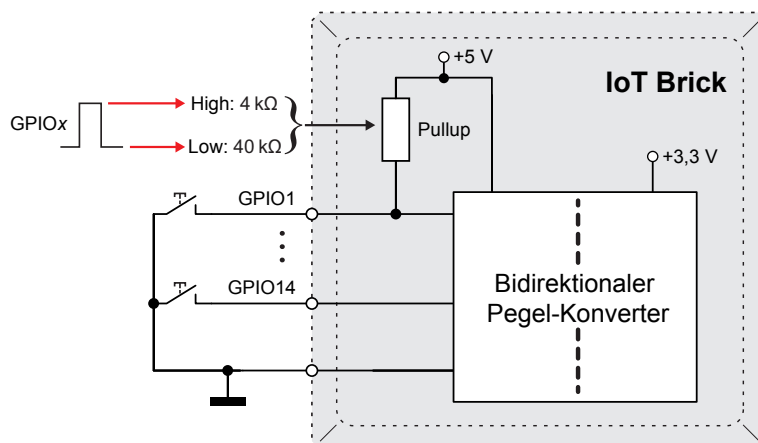 +5 V
IoT Brick
High: 4 kΩ
GPIOx
Pullup
Low: 40 kΩ
+3,3 V
GPIO1
GPIO14
Bidirektionaler
Pegel-Konverter